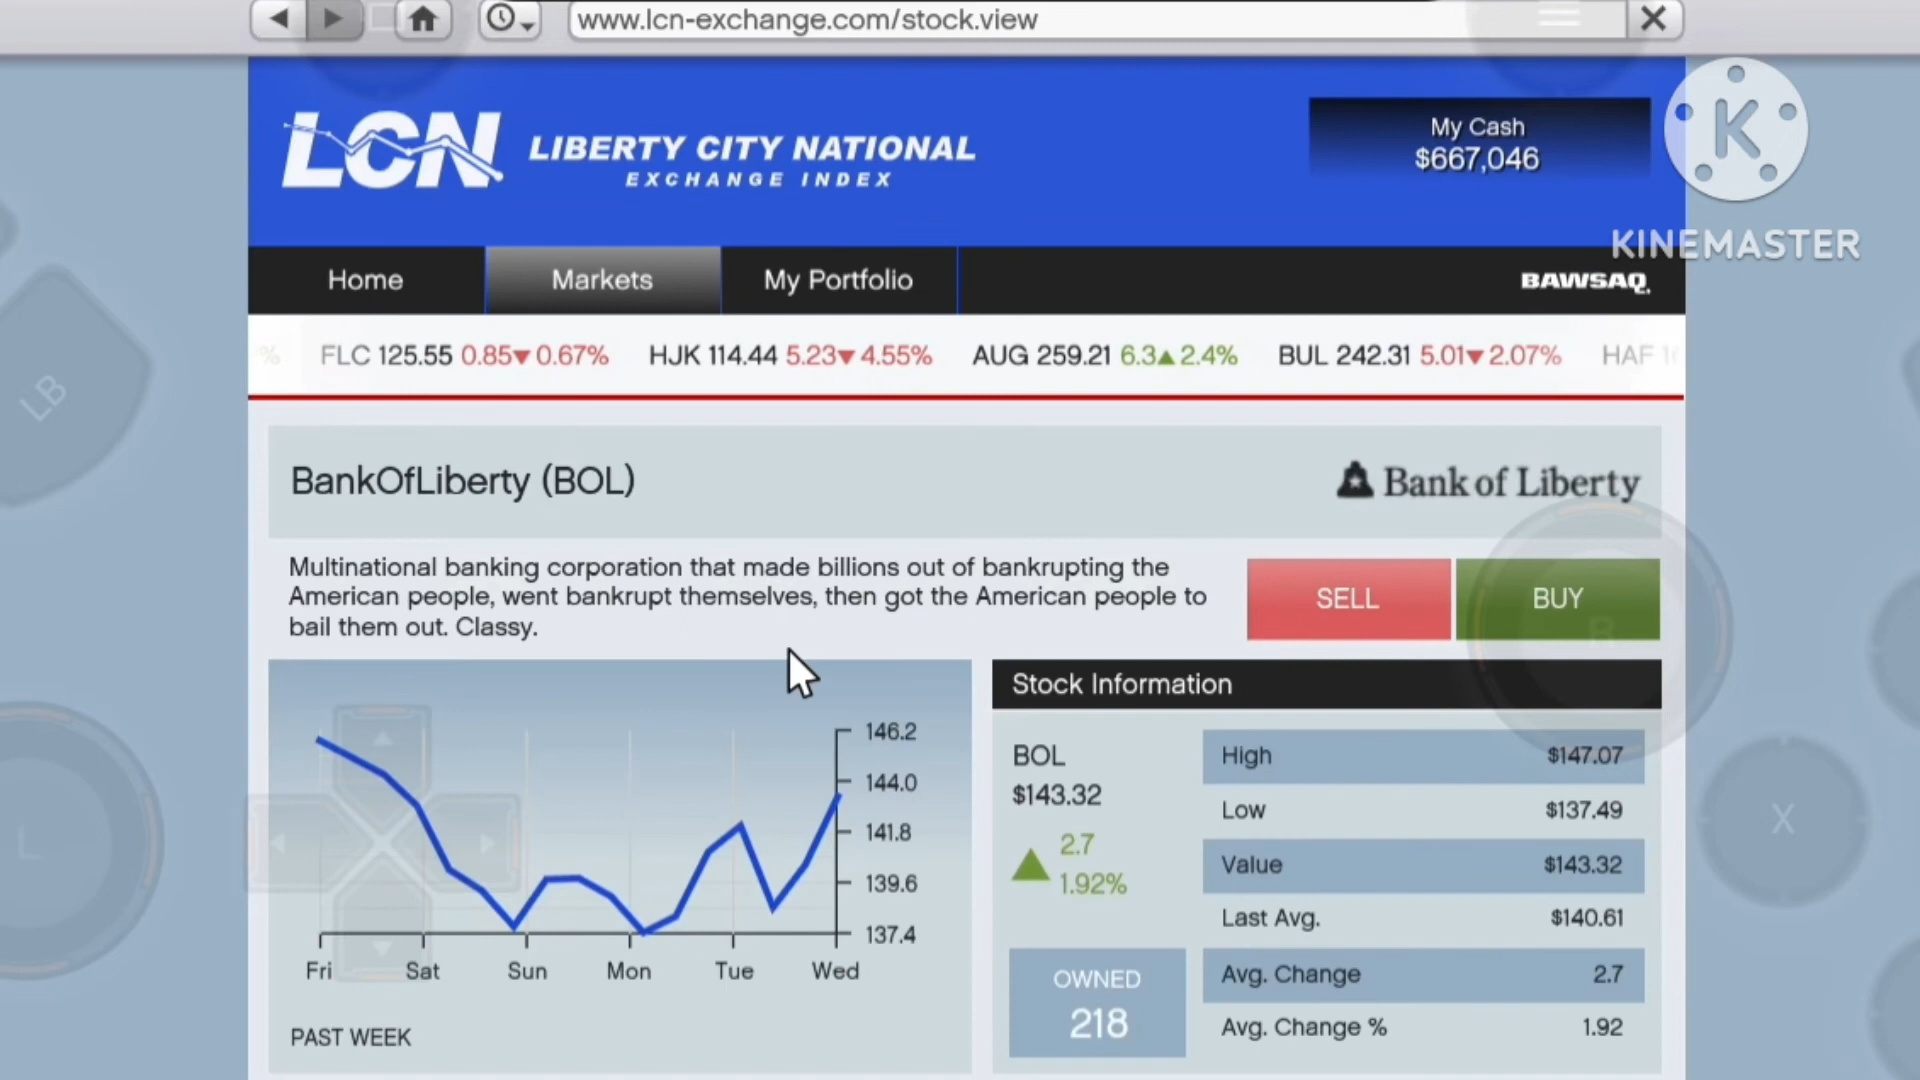 www.lcn-exchange.com/stock.view
LCN LIBERTY CITY NATIONAL
EXCHANGE INDEX
My Cash
$667,046
K
KINEMASTER
Home Markets My Portfolio BAWSAQ
% FLC 125.55 0.85▼0.67% HJK 114.44 5.23▼4.55% AUG 259.21 6.3▲2.4% BUL 242.31 5.01▼2.07% HAF
LB
BankOfLiberty (BOL)
Bank of Liberty
Multinational banking corporation that made billions out of bankrupting the
American people, went bankrupt themselves, then got the American people to
bail them out. Classy.
SELL BUY
R
Stock Information
146.2
144.0
141.8
139.6
137.4
Fri Sat Sun Mon Tue Wed
PAST WEEK
BOL
$143.32
2.7
1.92%
OWNED
218
High $147.07
Low $137.49
Value $143.32
Last Avg. $140.61
Avg. Change 2.7
Avg. Change % 1.92
L
X